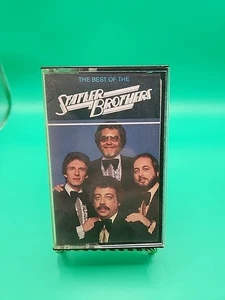 THE BEST OF THE
STATLER
BROTHERS